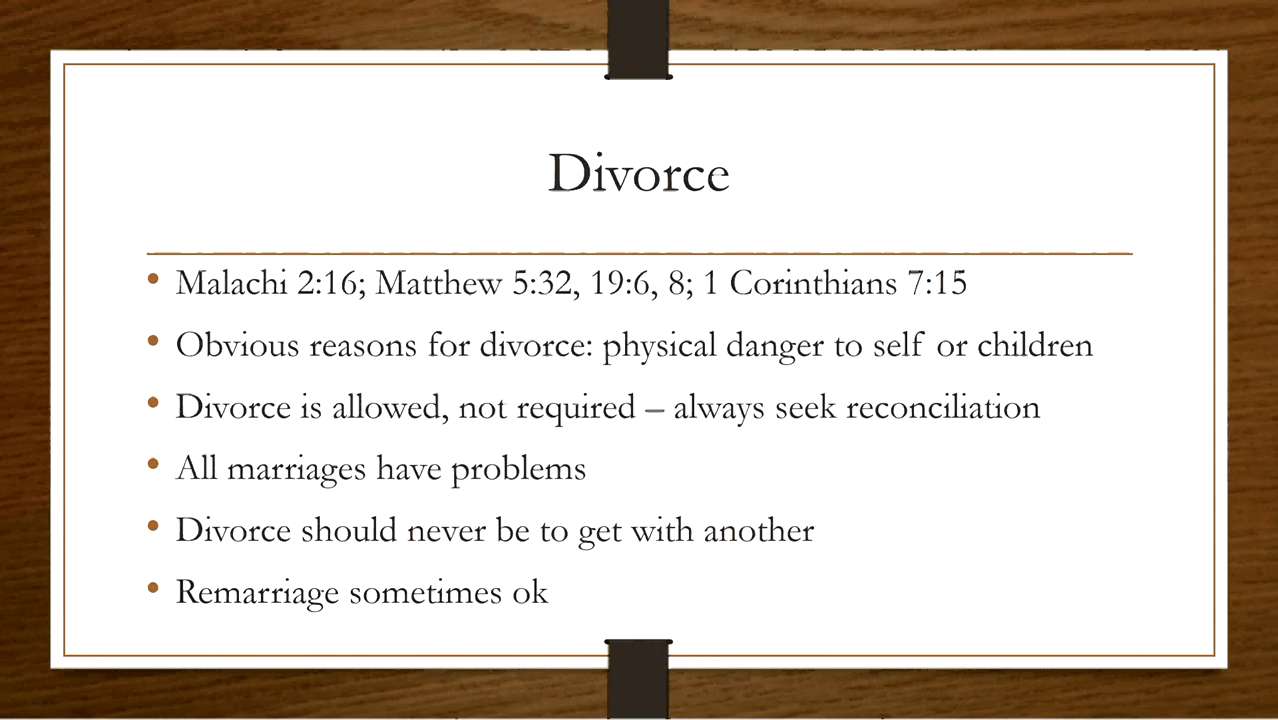 Divorce
• Malachi 2:16; Matthew 5:32, 19:6, 8; 1 Corinthians 7:15
• Obvious reasons for divorce: physical danger to self or children
• Divorce is allowed, not required – always seek reconciliation
• All marriages have problems
• Divorce should never be to get with another
• Remarriage sometimes ok